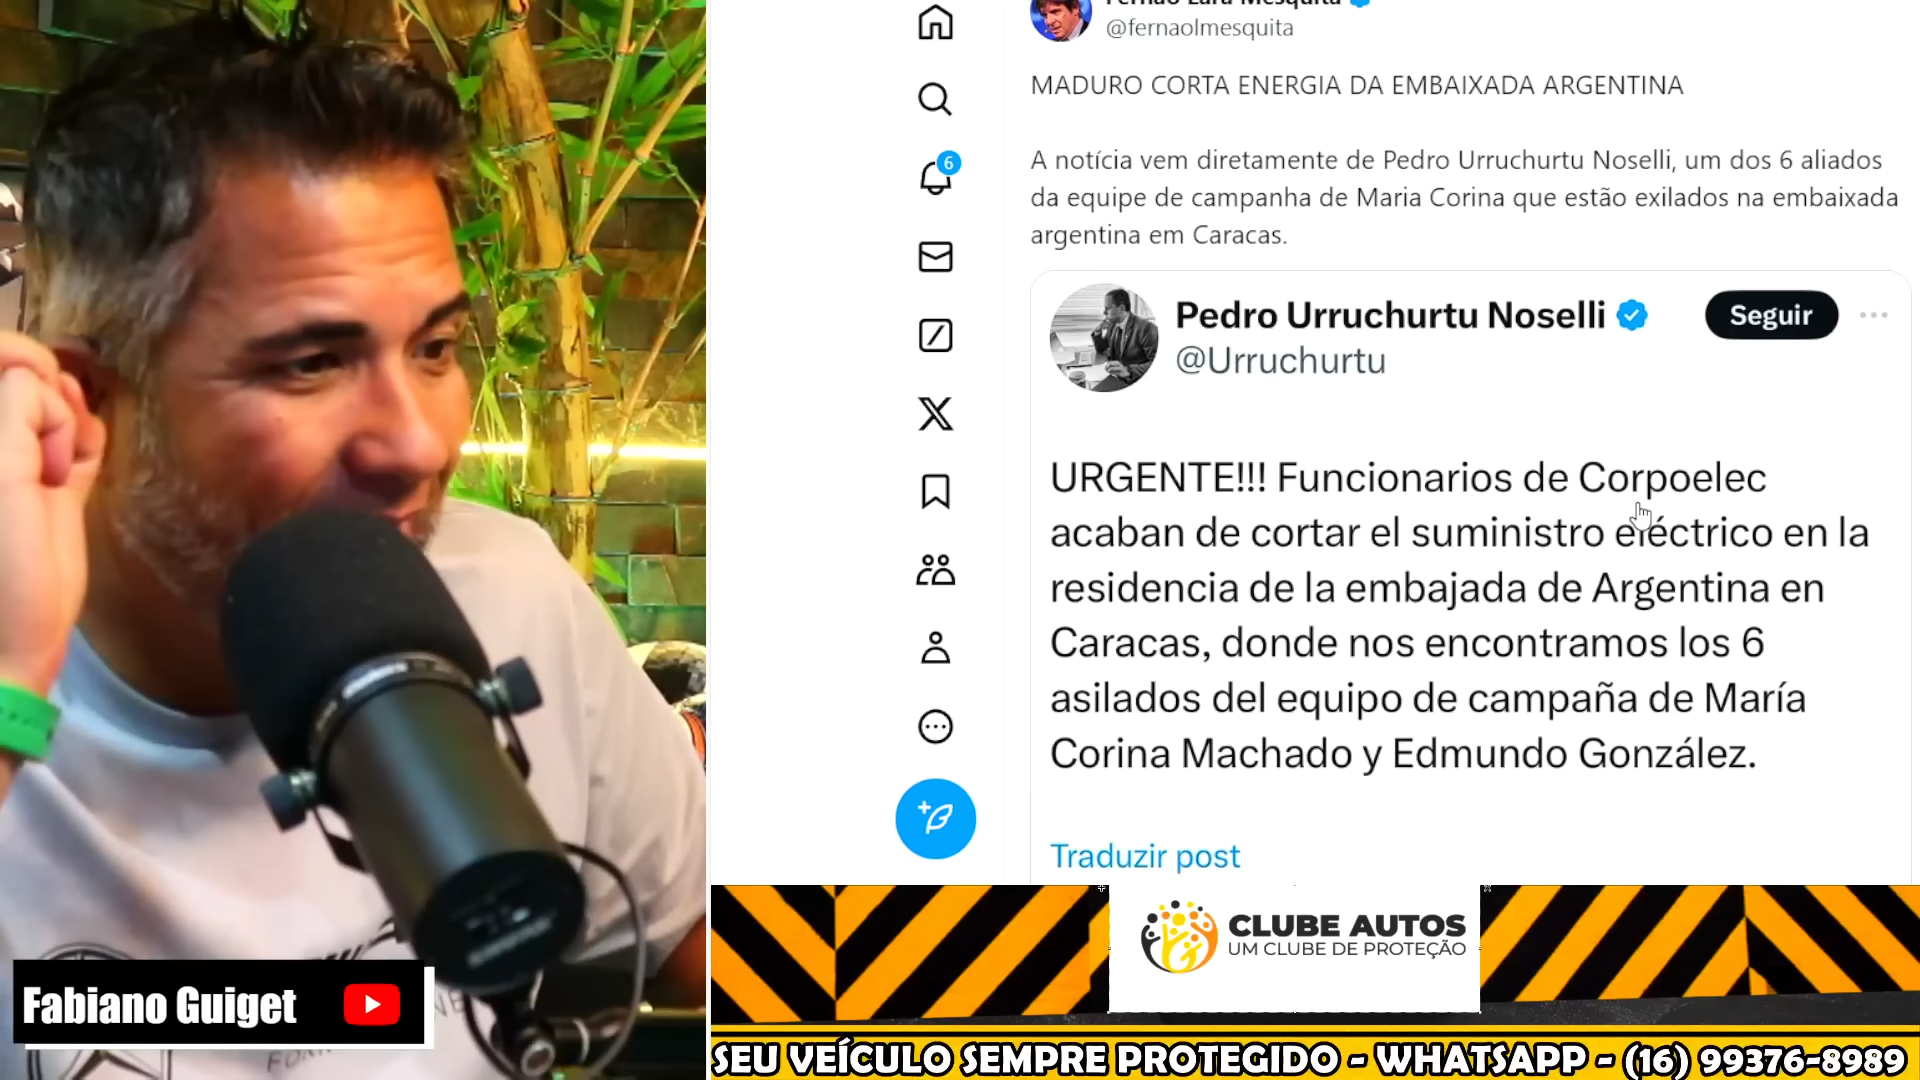 Fernão Lara Mesquita
@fernaolmesquita
MADURO CORTA ENERGIA DA EMBAIXADA ARGENTINA
A notícia vem diretamente de Pedro Urruchurtu Noselli, um dos 6 aliados
da equipe de campanha de Maria Corina que estão exilados na embaixada
argentina em Caracas.
6
Pedro Urruchurtu Noselli
Seguir
@Urruchurtu
URGENTE!!! Funcionarios de Corpoelec
acaban de cortar el suministro eléctrico en la
residencia de la embajada de Argentina en
Caracas, donde nos encontramos los 6
asilados del equipo de campaña de María
Corina Machado y Edmundo González.
Traduzir post
CLUBE AUTOS
UM CLUBE DE PROTEÇÃO
Fabiano Guiget
SEU VEÍCULO SEMPRE PROTEGIDO - WHATSAPP - (16) 99376-8989